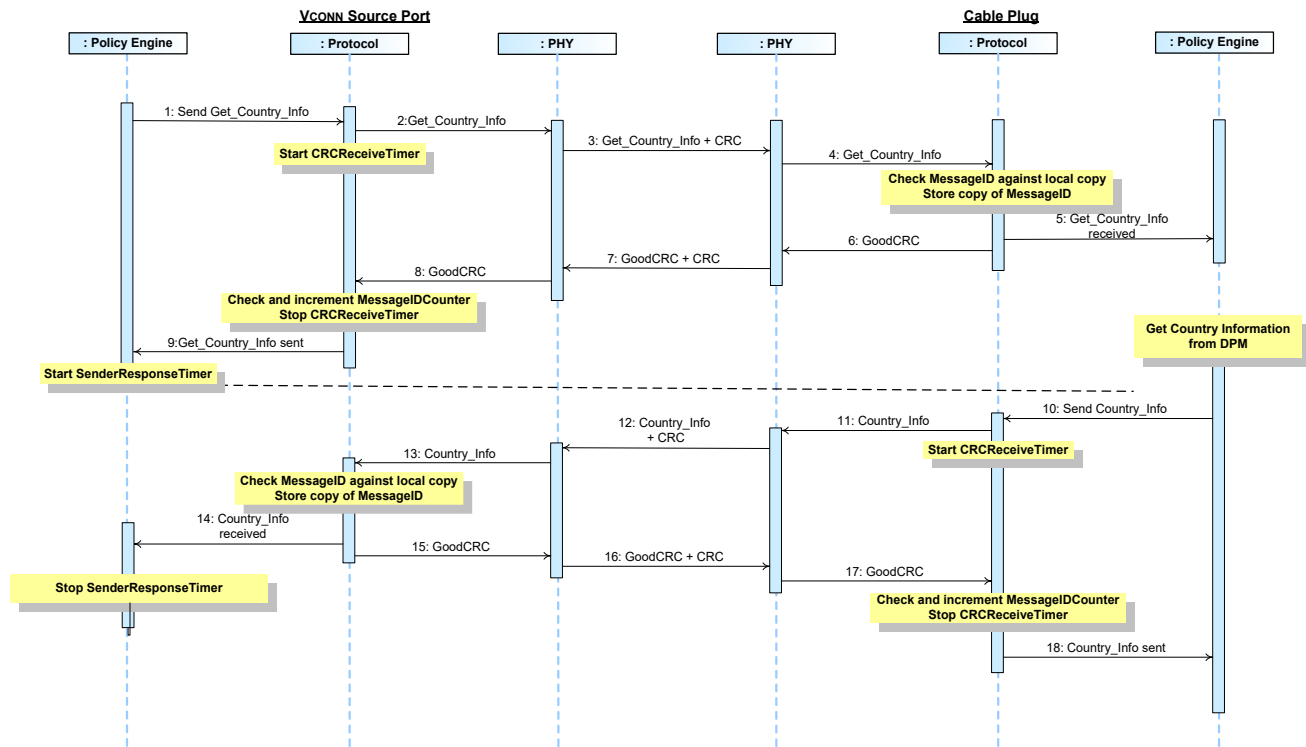 VCONN Source Port
Cable Plug
: Policy Engine
: Protocol
: PHY
: PHY
: Protocol
: Policy Engine
1: Send Get_Country_Info
2:Get_Country_Info
Start CRCReceiveTimer
3: Get_Country_Info + CRC
4: Get_Country_Info
Check MessageID against local copy
Store copy of MessageID
5: Get_Country_Info
received
6: GoodCRC
7: GoodCRC + CRC
8: GoodCRC
Check and increment MessageIDCounter
Stop CRCReceiveTimer
9:Get_Country_Info sent
Start SenderResponseTimer
Get Country Information
from DPM
10: Send Country_Info
11: Country_Info
Start CRCReceiveTimer
12: Country_Info
+ CRC
13: Country_Info
Check MessageID against local copy
Store copy of MessageID
14: Country_Info
received
15: GoodCRC
16: GoodCRC + CRC
17: GoodCRC
Stop SenderResponseTimer
Check and increment MessageIDCounter
Stop CRCReceiveTimer
18: Country_Info sent